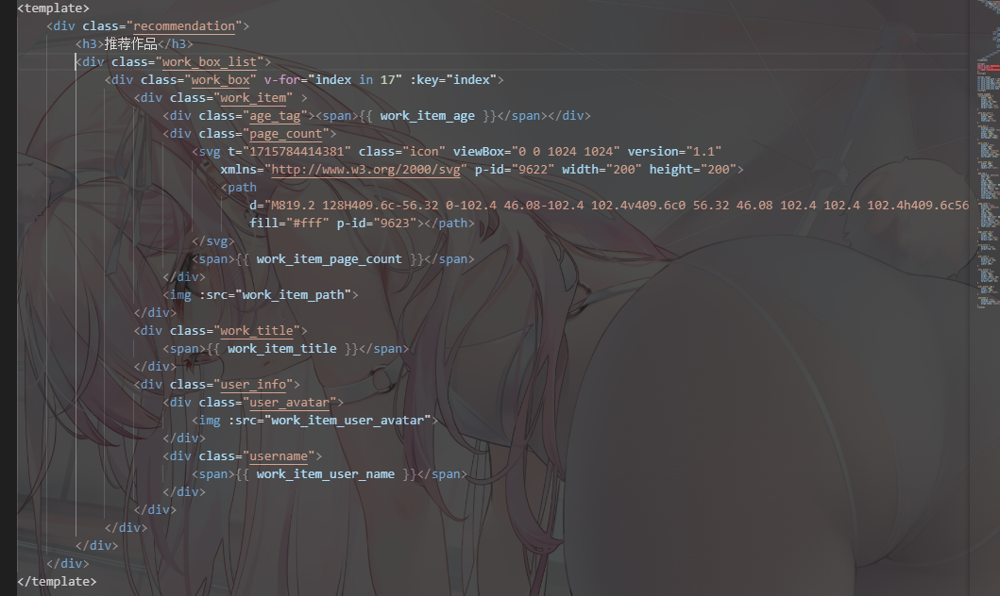 <template>
<div class="recommendation">
<h3>推荐作品</h3>
<div class="work_box_list">
<div class="work_box" v-for="index in 17" :key="index">
<div class="work_item" >
<div class="age_tag"><span>{{ work_item_age }}</span></div>
<div class="page_count">
<svg t="1715784414381" class="icon" viewBox="0 0 1024 1024" version="1.1"
xmlns="http://www.w3.org/2000/svg" p-id="9622" width="200" height="200">
<path
d="M819.2 128H409.6c-56.32 0-102.4 46.08-102.4 102.4v409.6c0 56.32 46.08 102.4 102.4 102.4h409.6c56
fill="#fff" p-id="9623"></path>
</svg>
<span>{{ work_item_page_count }}</span>
</div>
<img :src="work_item_path">
</div>
<div class="work_title">
<span>{{ work_item_title }}</span>
</div>
<div class="user_info">
<div class="user_avatar">
<img :src="work_item_user_avatar">
</div>
<div class="username">
<span>{{ work_item_user_name }}</span>
</div>
</div>
</div>
</div>
</div>
</template>